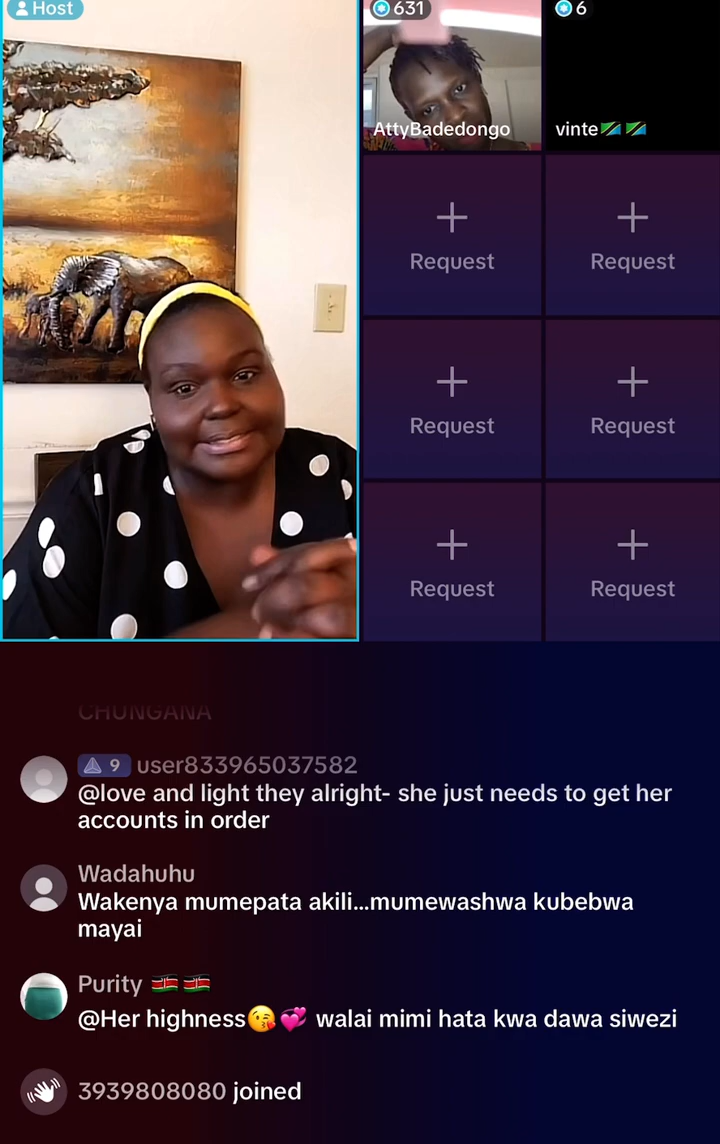 Host
631
6
AttyBadedongo
vinte🇹🇿 🇹🇿
Request
Request
Request
Request
Request
Request
CHUNGANA
9 user833965037582
@love and light they alright- she just needs to get her
accounts in order
Wadahuhu
Wakenya mumepata akili...mumewashwa kubebwa
mayai
Purity 🇰🇪🇰🇪
@Her highness😘💞 walai mimi hata kwa dawa siwezi
3939808080 joined